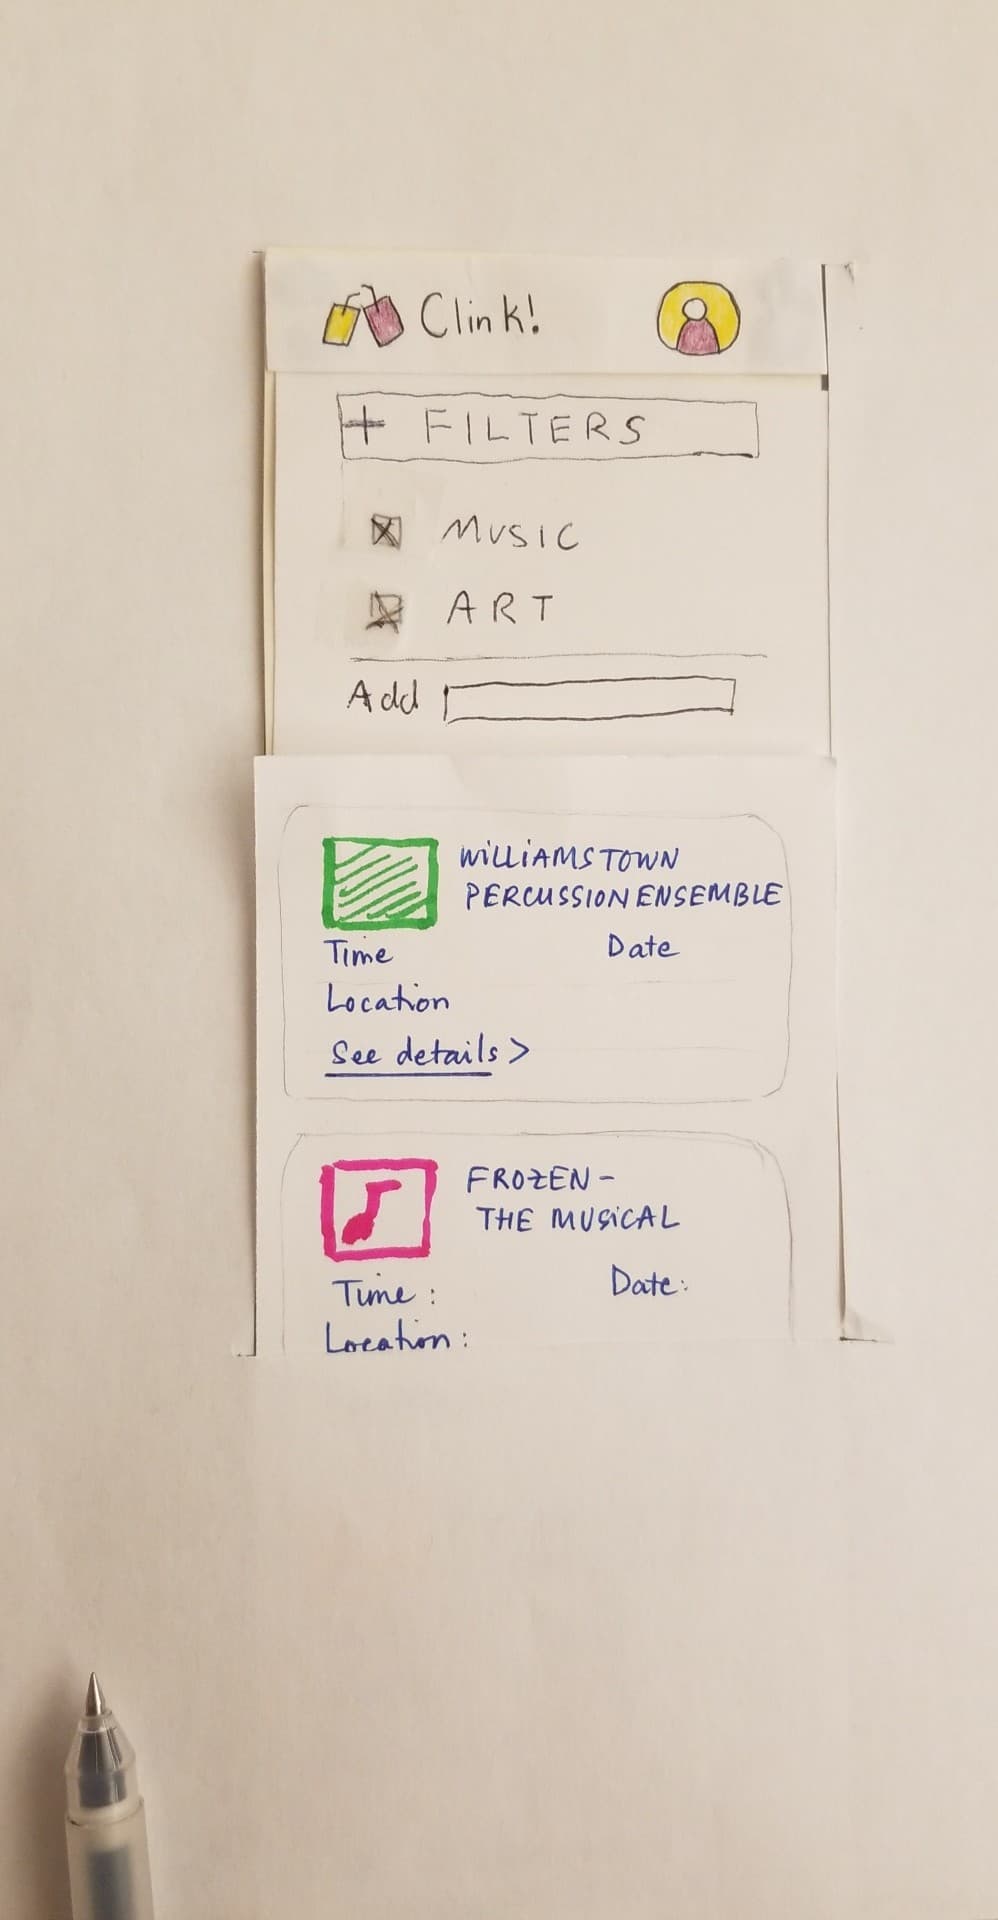 Clink!
+ FILTERS
MUSIC
ART
Add
WILLIAMSTOWN
PERCUSSION ENSEMBLE
Time Date
Location
See details >
FROZEN -
THE MUSICAL
Time : Date:
Location :